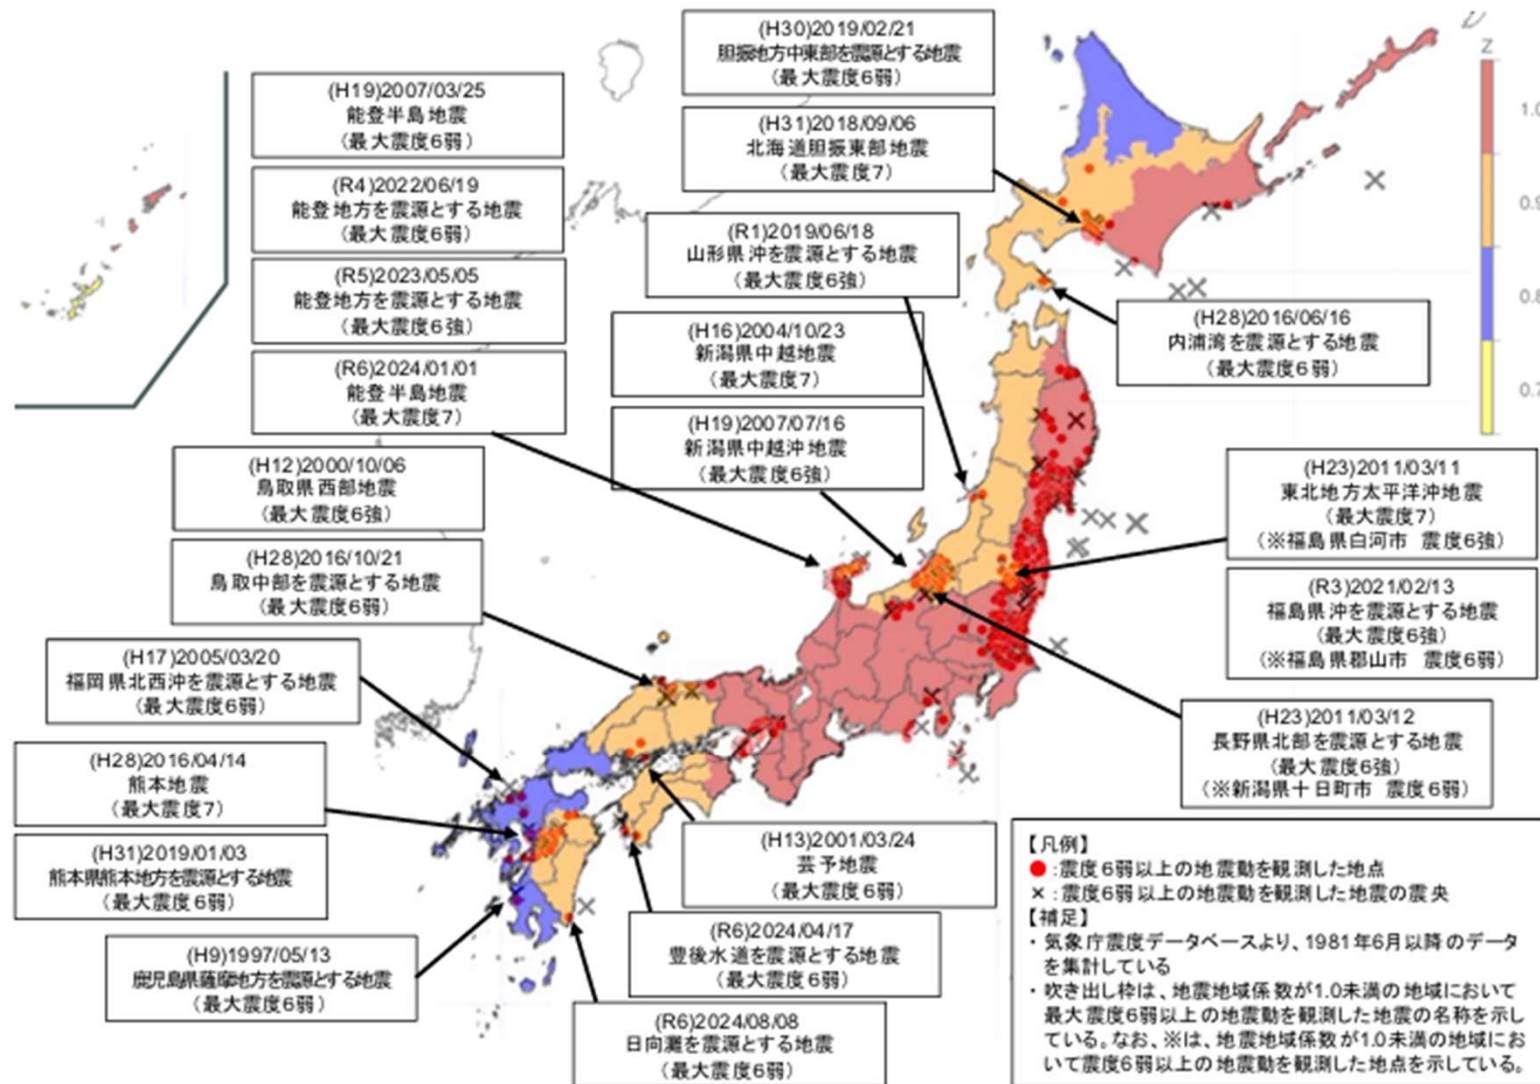 (H30)2019/02/21
胆振地方中東部を震源とする地震
(最大震度6弱)
(H31)2018/09/06
北海道胆振東部地震
(最大震度7)
(H19)2007/03/25
能登半島地震
(最大震度6弱)
(R4)2022/06/19
能登地方を震源とする地震
(最大震度6弱)
(R5)2023/05/05
能登地方を震源とする地震
(最大震度6強)
(R6)2024/01/01
能登半島地震
(最大震度7)
(R1)2019/06/18
山形県沖を震源とする地震
(最大震度6強)
(H16)2004/10/23
新潟県中越地震
(最大震度7)
(H19)2007/07/16
新潟県中越沖地震
(最大震度6強)
(H28)2016/06/16
内浦湾を震源とする地震
(最大震度6弱)
Z
1.0
0.9
0.8
0.7
(H12)2000/10/06
鳥取県西部地震
(最大震度6強)
(H28)2016/10/21
鳥取中部を震源とする地震
(最大震度6弱)
(H17)2005/03/20
福岡県北西沖を震源とする地震
(最大震度6弱)
(H28)2016/04/14
熊本地震
(最大震度7)
(H31)2019/01/03
熊本県熊本地方を震源とする地震
(最大震度6弱)
(H9)1997/05/13
鹿児島県薩摩地方を震源とする地震
(最大震度6弱)
(H23)2011/03/11
東北地方太平洋沖地震
(最大震度7)
(※福島県白河市 震度6強)
(R3)2021/02/13
福島県沖を震源とする地震
(最大震度6強)
(※福島県郡山市 震度6弱)
(H23)2011/03/12
長野県北部を震源とする地震
(最大震度6強)
(※新潟県十日町市 震度6弱)
(H13)2001/03/24
芸予地震
(最大震度6弱)
(R6)2024/04/17
豊後水道を震源とする地震
(最大震度6弱)
(R6)2024/08/08
日向灘を震源とする地震
(最大震度6弱)
【凡例】
●:震度6弱以上の地震動を観測した地点
×:震度6弱以上の地震動を観測した地震の震央
【補足】
・気象庁震度データベースより、1981年6月以降のデータ
を集計している
・吹き出し枠は、地震地域係数が1.0未満の地域において
最大震度6弱以上の地震動を観測した地震の名称を示し
ている。なお、※は、地震地域係数が1.0未満の地域にお
いて震度6弱以上の地震動を観測した地点を示している。